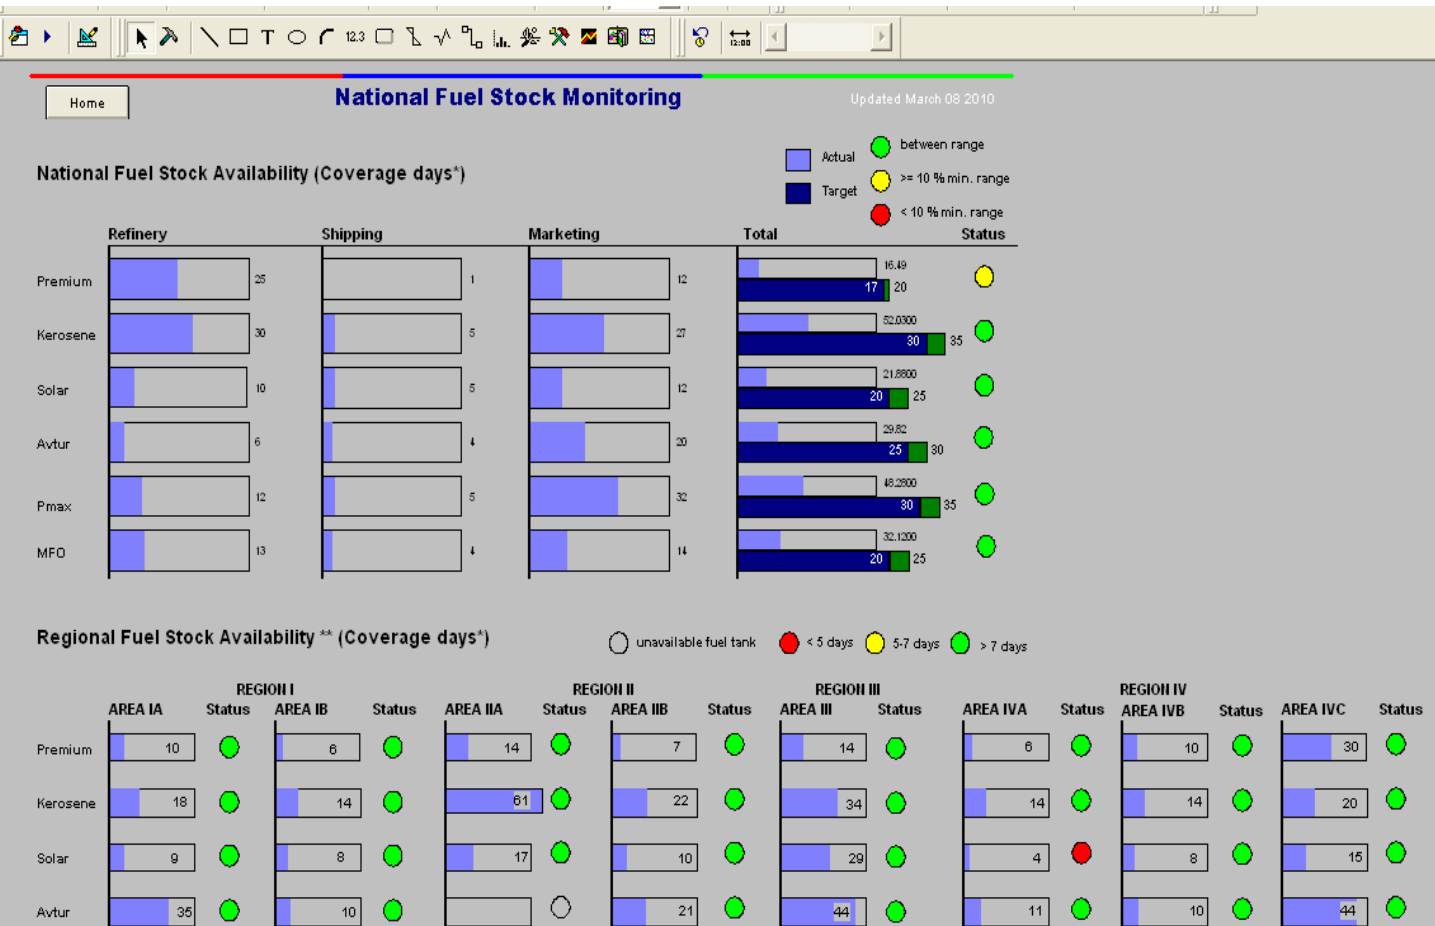 T
12.3
12:00
Home
National Fuel Stock Monitoring
Updated March 08 2010
National Fuel Stock Availability (Coverage days*)
Actual
Target
between range
>= 10 % min. range
< 10 % min. range
Refinery Shipping Marketing Total Status
Premium 25 1 12 16.49
17 20
Kerosene 30 5 27 52.0300
30 35
Solar 10 5 12 21.8800
20 25
Avtur 6 4 20 29.82
25 30
Pmax 12 5 32 48.2800
30 35
MFO 13 4 14 32.1200
20 25
Regional Fuel Stock Availability ** (Coverage days*)
unavailable fuel tank < 5 days 5-7 days > 7 days
REGION I REGION II REGION III REGION IV
AREA IA Status AREA IB Status AREA IIA Status AREA IIB Status AREA III Status AREA IVA Status AREA IVB Status AREA IVC Status
Premium 10 6 14 7 14 6 10 30
Kerosene 18 14 61 22 34 14 14 20
Solar 9 8 17 10 29 4 8 15
Avtur 35 10 21 44 11 10 44